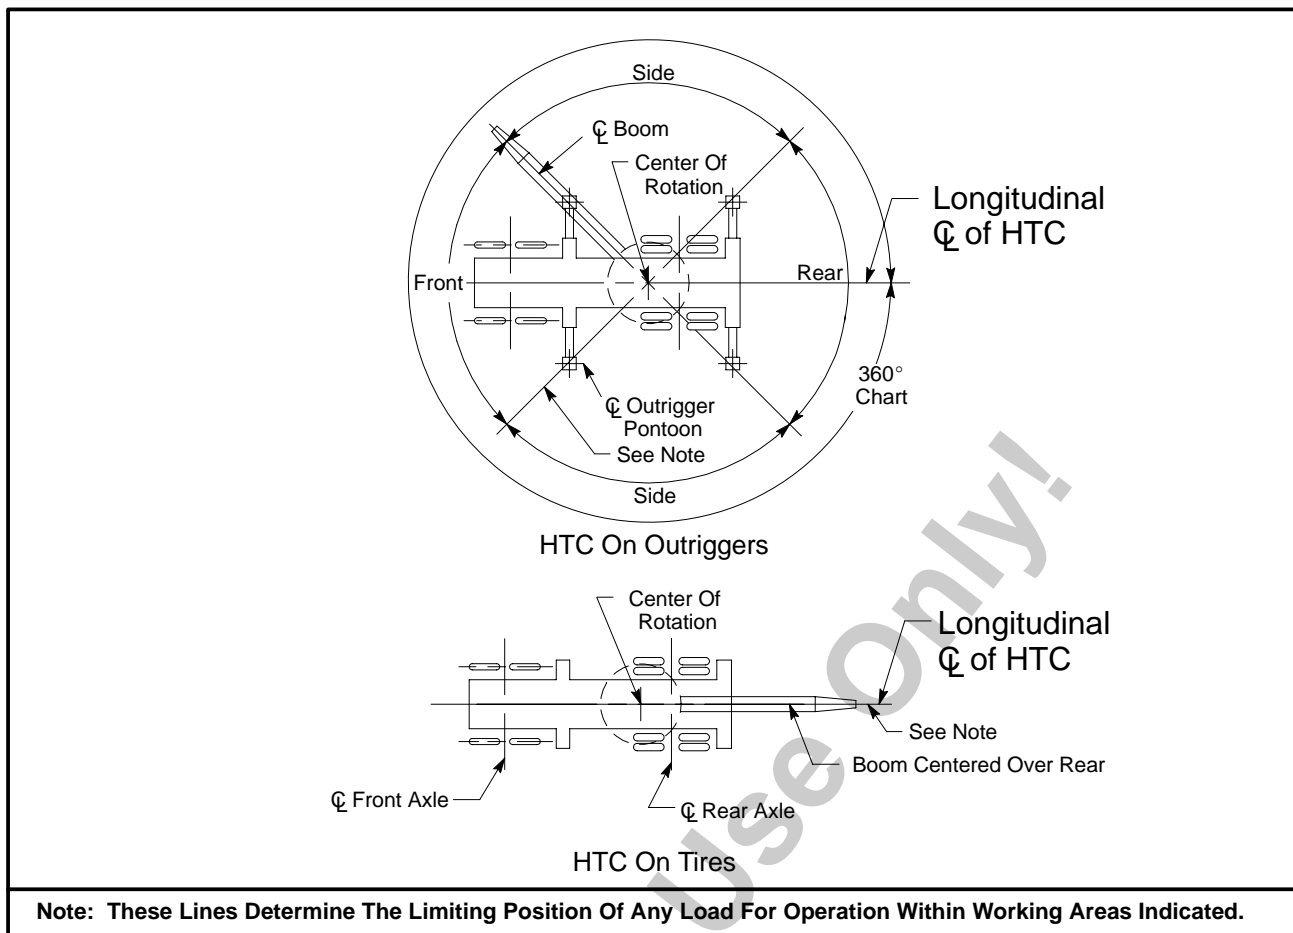 Side
℄ Boom
Center Of
Rotation
Longitudinal
℄ of HTC
Front
Rear
360°
Chart
℄ Outrigger
Pontoon
See Note
Side
HTC On Outriggers
Center Of
Rotation
Longitudinal
℄ of HTC
See Note
Boom Centered Over Rear
℄ Front Axle
℄ Rear Axle
HTC On Tires
Use Only!
Note: These Lines Determine The Limiting Position Of Any Load For Operation Within Working Areas Indicated.